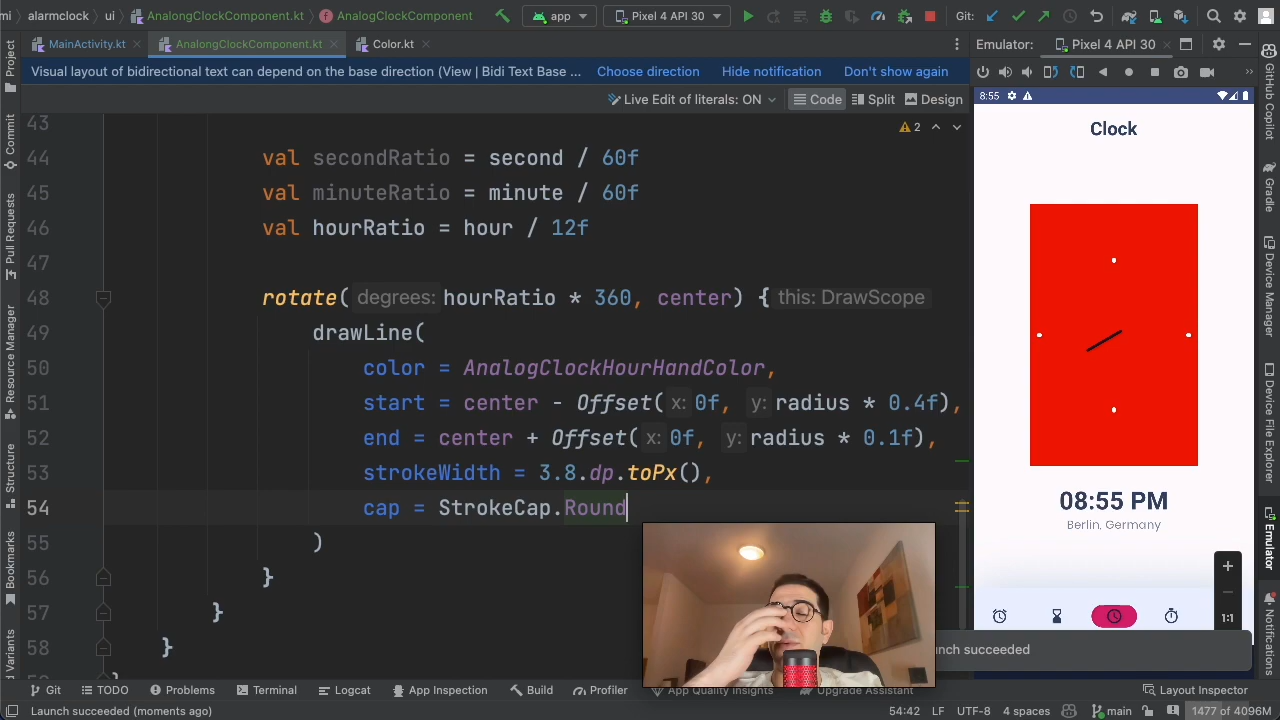 mi
alarmclock
ui
AnalongClockComponent.kt
AnalogClockComponent
app
Pixel 4 API 30
Git:
MainActivity.kt
AnalongClockComponent.kt
Color.kt
Emulator:
Pixel 4 API 30
Visual layout of bidirectional text can depend on the base direction (View | Bidi Text Base ...
Choose direction
Hide notification
Don't show again
Live Edit of literals: ON
Code
Split
Design
2
43
44 val secondRatio = second / 60f
45 val minuteRatio = minute / 60f
46 val hourRatio = hour / 12f
47
48 rotate( degrees: hourRatio * 360, center) { this: DrawScope
49 drawLine(
50 color = AnalogClockHourHandColor,
51 start = center - Offset( x: 0f, y: radius * 0.4f),
52 end = center + Offset( x: 0f, y: radius * 0.1f),
53 strokeWidth = 3.8.dp.toPx(),
54 cap = StrokeCap.Round
55 )
56 }
57 }
58 }
Project
Commit
Pull Requests
Resource Manager
Structure
Bookmarks
Variants
8:55
Clock
08:55 PM
Berlin, Germany
1:1
unch succeeded
GitHub Copilot
Gradle
Device Manager
Device File Explorer
Emulator
Notifications
Git
TODO
Problems
Terminal
Logcat
App Inspection
Build
Profiler
App Quality Insights
Upgrade Assistant
Layout Inspector
Launch succeeded (moments ago)
54:42
LF
UTF-8
4 spaces
main
1477 of 4096M